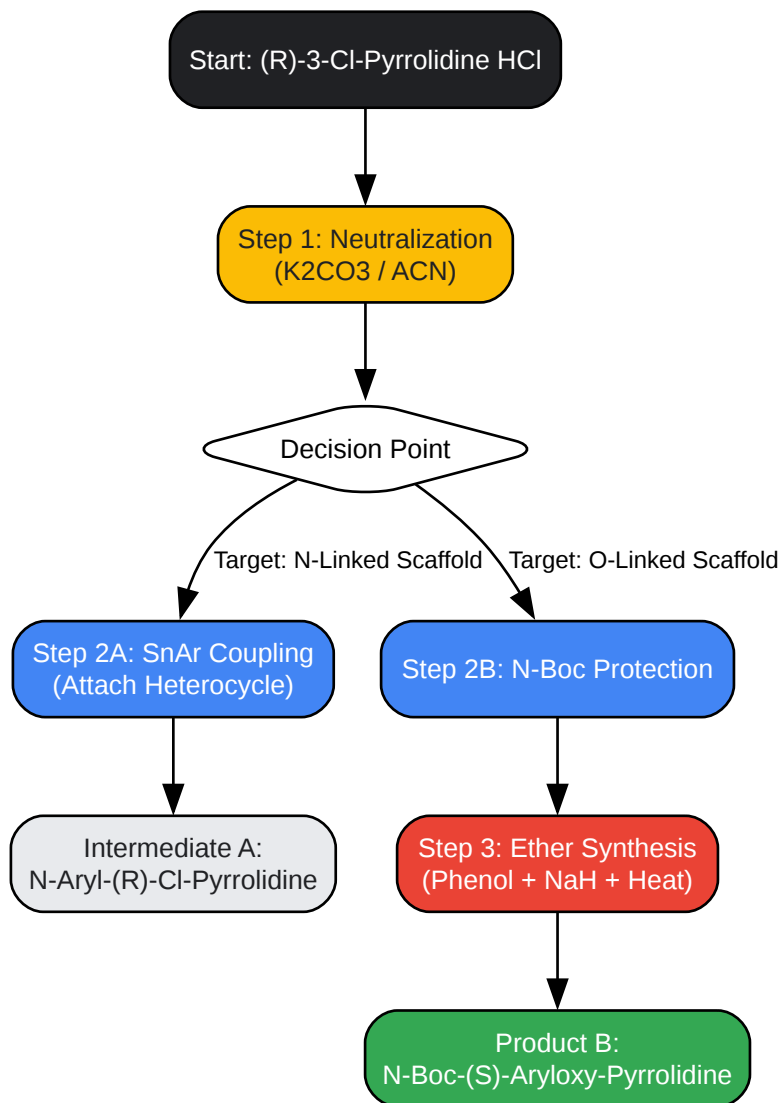 Start: (R)-3-Cl-Pyrrolidine HCl
Step 1: Neutralization
(K2CO3 / ACN)
Decision Point
Target: N-Linked Scaffold
Target: O-Linked Scaffold
Step 2A: SnAr Coupling
(Attach Heterocycle)
Step 2B: N-Boc Protection
Intermediate A:
N-Aryl-(R)-Cl-Pyrrolidine
Step 3: Ether Synthesis
(Phenol + NaH + Heat)
Product B:
N-Boc-(S)-Aryloxy-Pyrrolidine